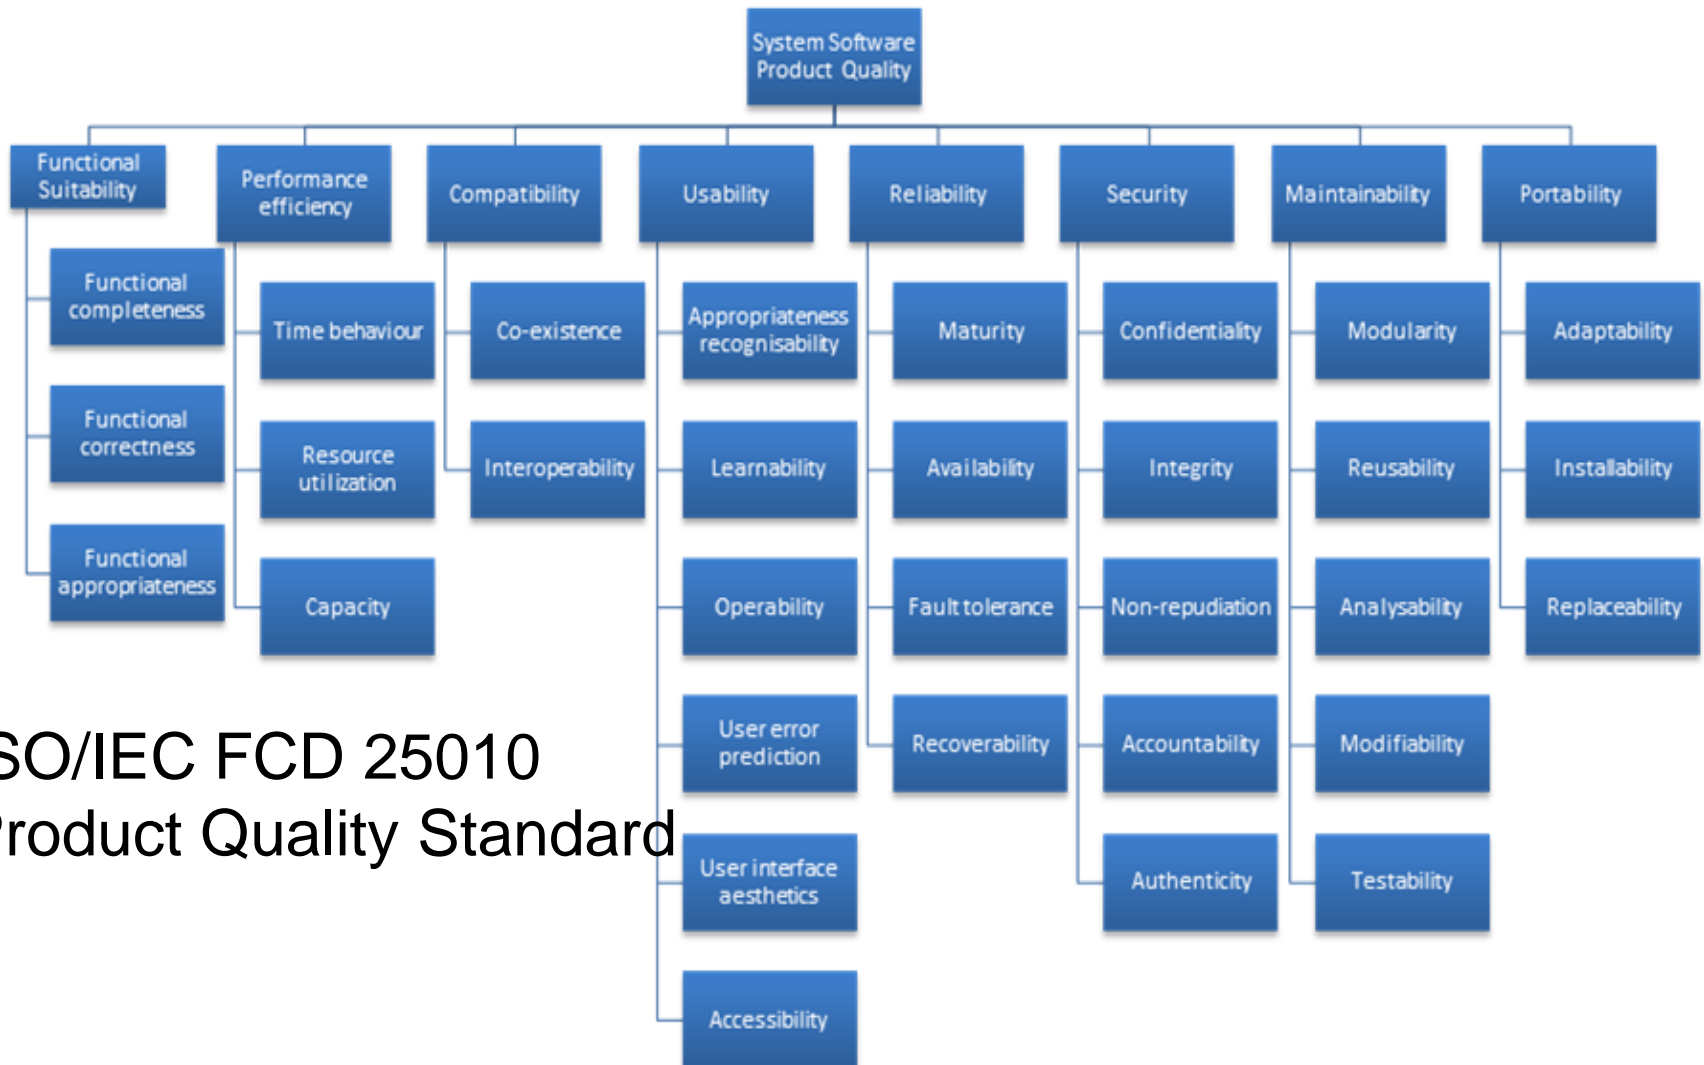 System Software
Product Quality
Functional
Suitability
Functional
completeness
Functional
correctness
Functional
appropriateness
Performance
efficiency
Time behaviour
Resource
utilization
Capacity
Compatibility
Co-existence
Interoperability
Usability
Appropriateness
recognisability
Learnability
Operability
User error
prediction
User interface
aesthetics
Accessibility
Reliability
Maturity
Availability
Fault tolerance
Recoverability
Security
Confidentiality
Integrity
Non-repudiation
Accountability
Authenticity
Maintainability
Modularity
Reusability
Analysability
Modifiability
Testability
Portability
Adaptability
Installability
Replaceability
SO/IEC FCD 25010
Product Quality Standard